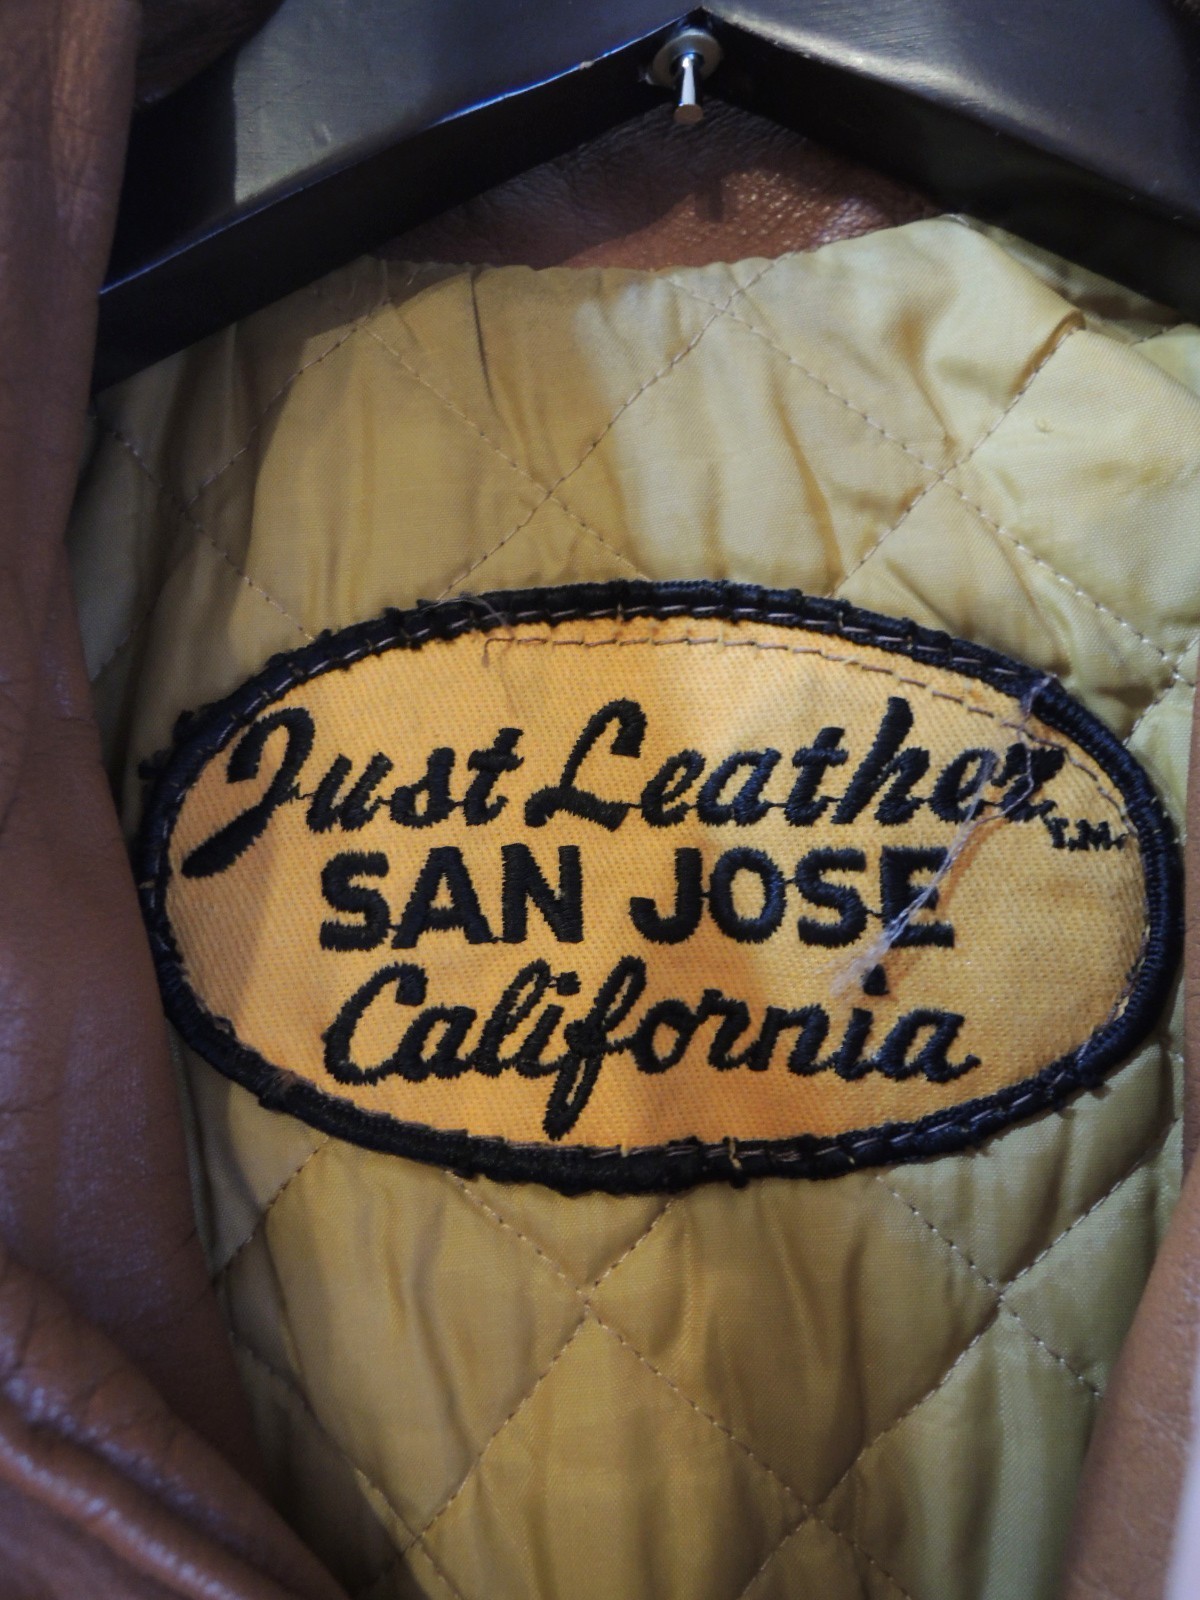 Just Leather T.M.
SAN JOSE
California